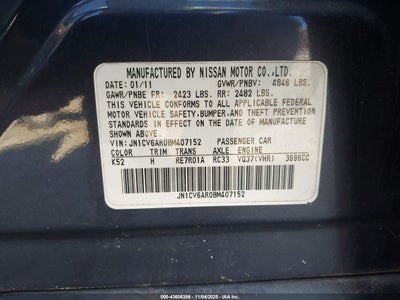 MANUFACTURED BY NISSAN MOTOR CO.,LTD.
DATE: 01/11 GVWR/PNBV: 4846 LBS.
GAWR/PNBE FR: 2423 LBS. RR: 2482 LBS.
THIS VEHICLE CONFORMS TO ALL APPLICABLE FEDERAL
MOTOR VEHICLE SAFETY,BUMPER,AND THEFT PREVENTION
STANDARDS IN EFFECT ON THE DATE OF MANUFACTURE
SHOWN ABOVE.
VIN: JN1CV6AR0BM407152 PASSENGER CAR
COLOR TRIM TRANS AXLE ENGINE
K52 H RE7R01A RC33 VQ37(VHR) 3696CC
JN1CV6AR0BM407152
000-43606386 - 11/04/2025 - IAAI.COM